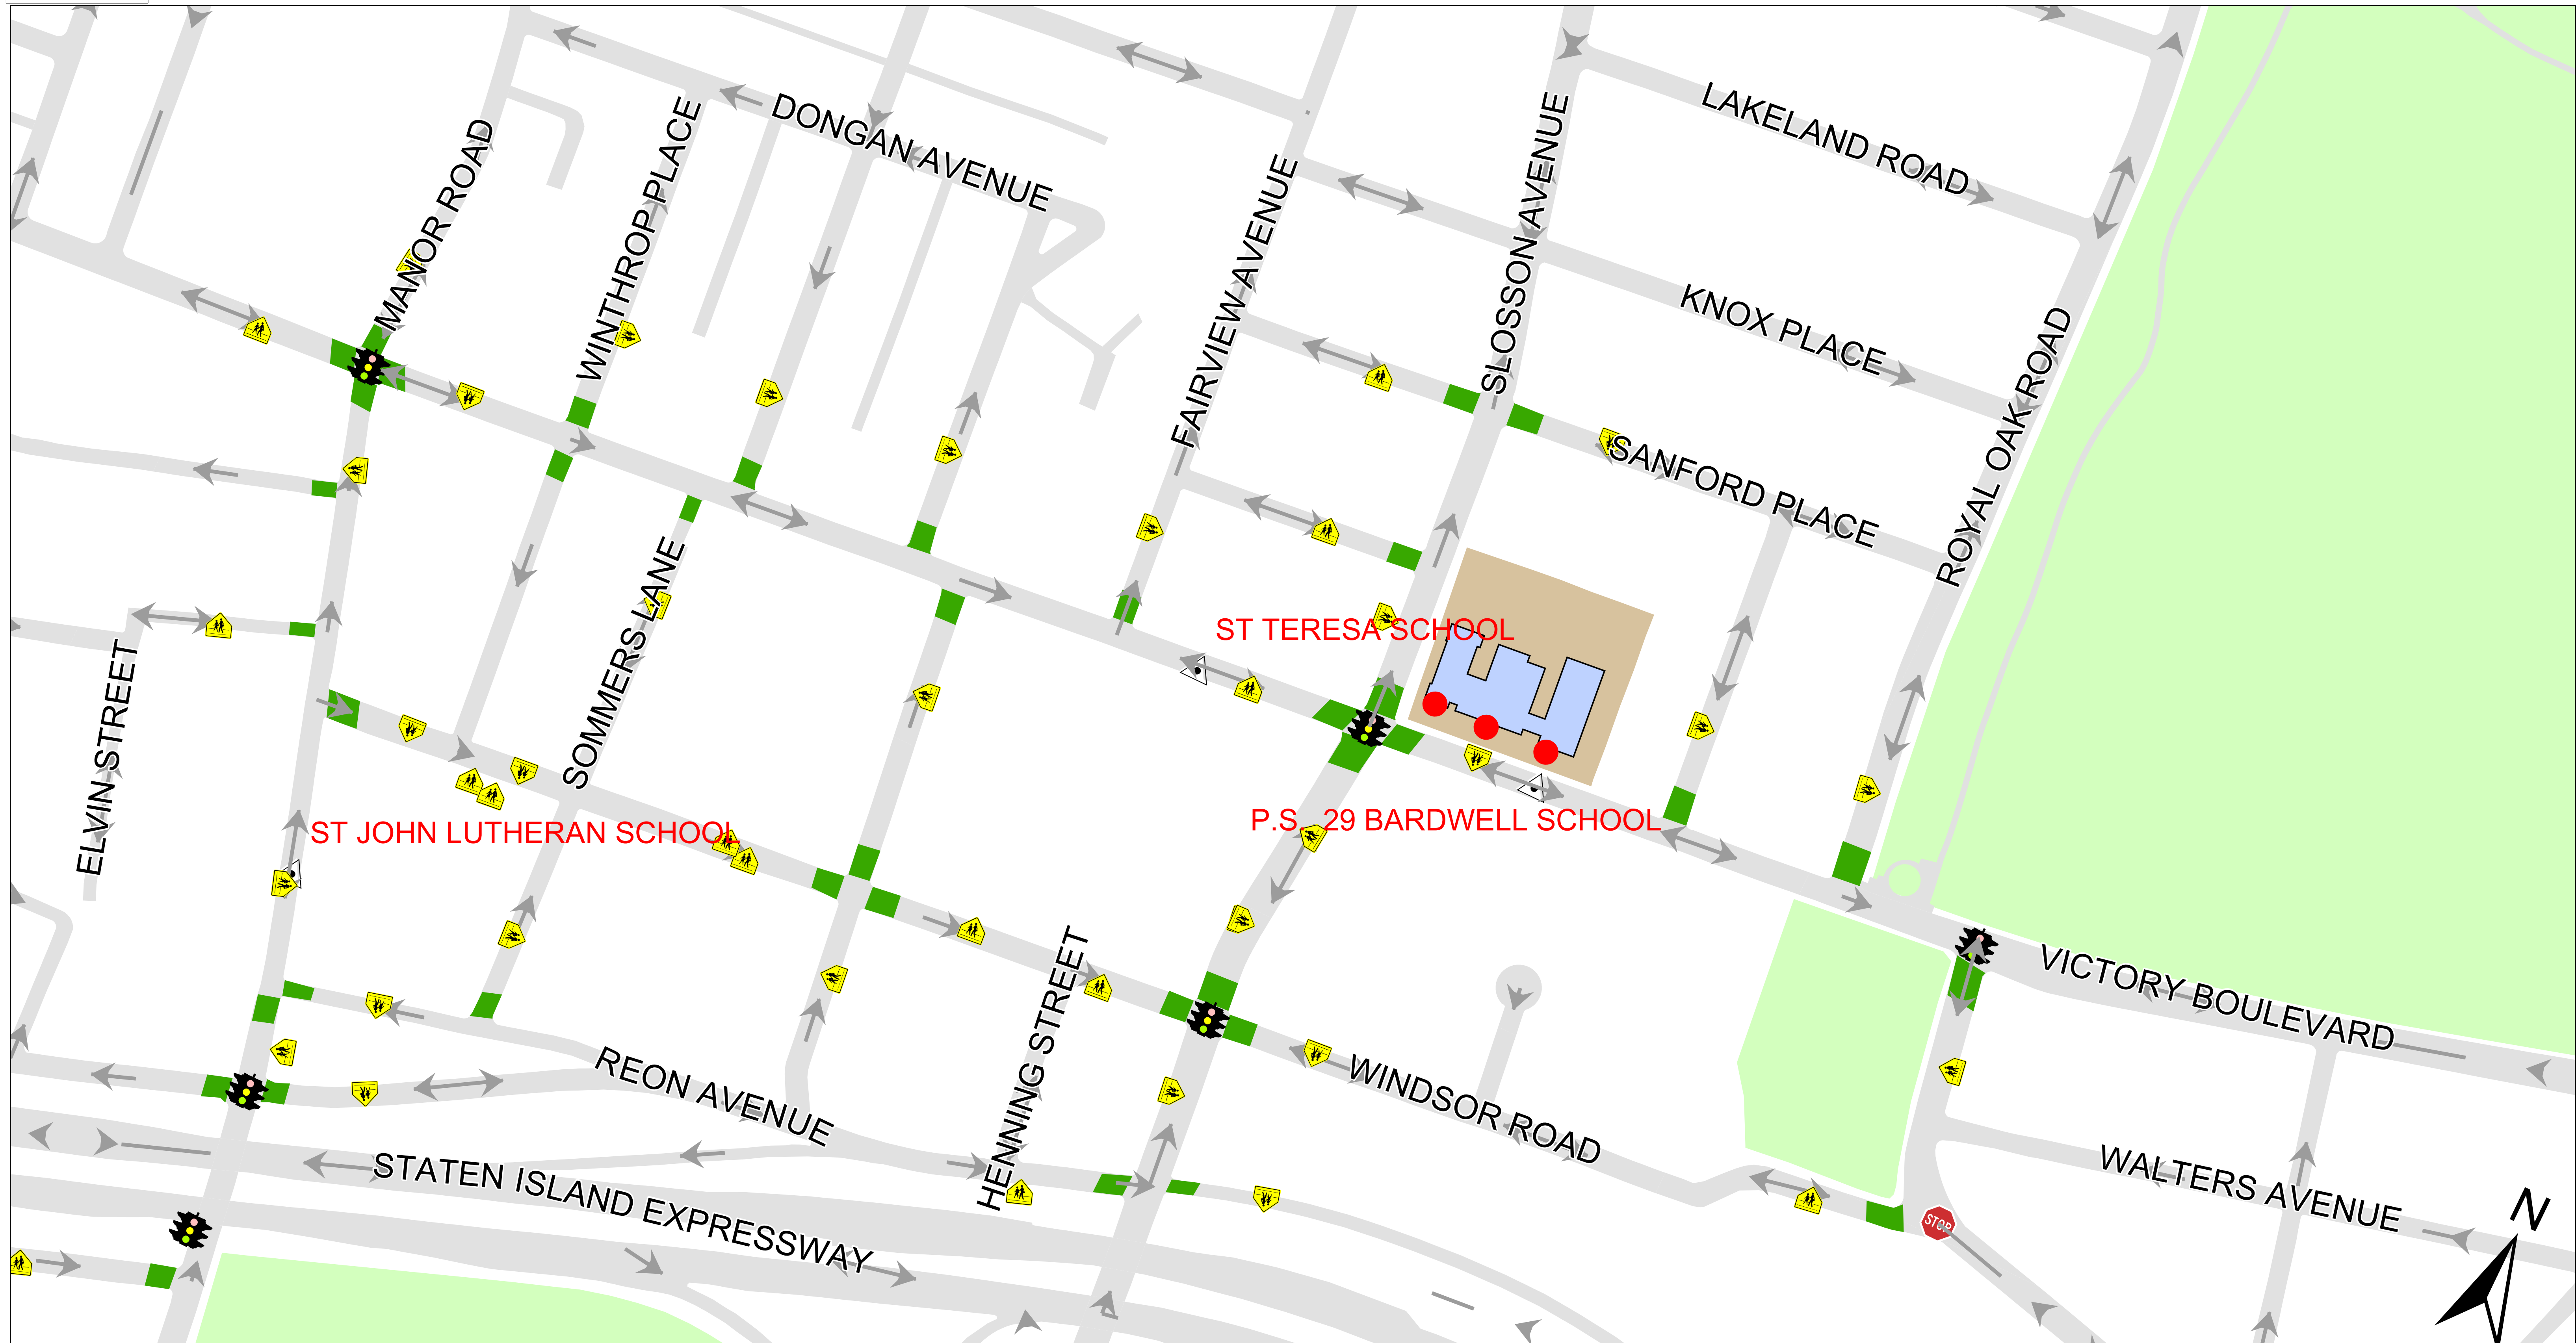 LAKELAND ROAD
DONGAN AVENUE
MANOR ROAD
WINTHROP PLACE
SLOSSON AVENUE
FAIRVIEW AVENUE
KNOX PLACE
ROYAL OAK ROAD
SANFORD PLACE
SOMMERS LANE
ST TERESA SCHOOL
ELVIN STREET
P.S. 29 BARDWELL SCHOOL
ST JOHN LUTHERAN SCHOOL
VICTORY BOULEVARD
HENNING STREET
REON AVENUE
WINDSOR ROAD
STATEN ISLAND EXPRESSWAY
WALTERS AVENUE
STOP
N